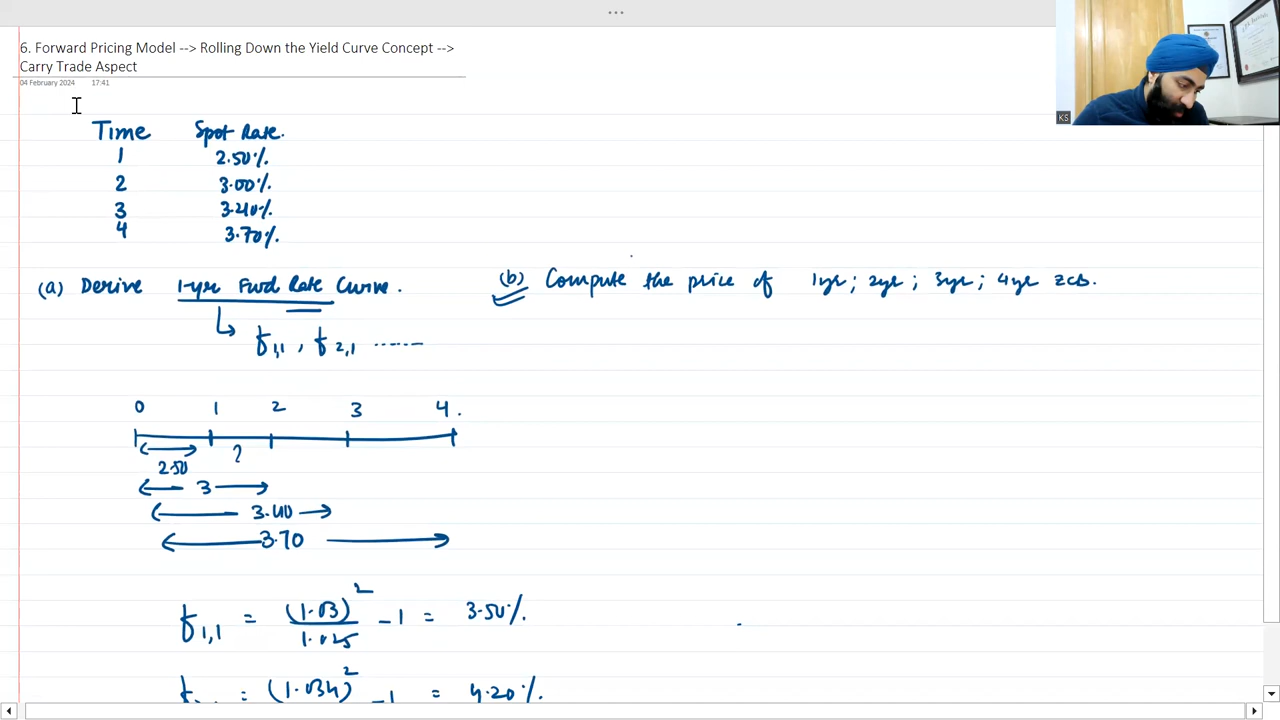 6. Forward Pricing Model --> Rolling Down the Yield Curve Concept -->
Carry Trade Aspect
04 February 2024 17:41
KS
Time Spot Rate.
1 2.50%.
2 3.00%.
3 3.40%.
4 3.70%.
(a) Derive 1-yr Fwd Rate Curve.
(b) Compute the price of 1yr; 2yr; 3yr; 4yr ZCB.
f1,1, f2,1 ......
0 1 2 3 4.
2.50 ?
3
3.40
3.70
f1,1 = (1.03)^2 / 1.025 - 1 = 3.50%.
= (1.034)^2 - 1 = 4.20%.